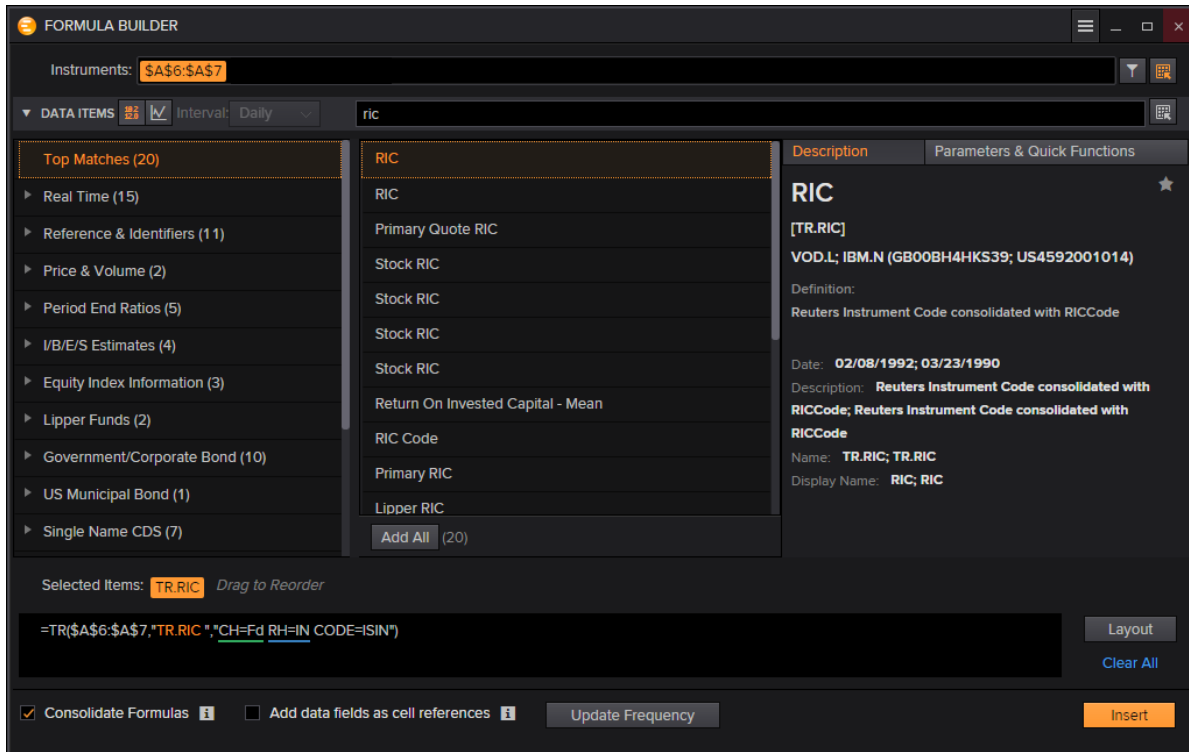 FORMULA BUILDER
Instruments: $A$6:$A$7
DATA ITEMS Interval: Daily ric
Top Matches (20)
Real Time (15)
Reference & Identifiers (11)
Price & Volume (2)
Period End Ratios (5)
I/B/E/S Estimates (4)
Equity Index Information (3)
Lipper Funds (2)
Government/Corporate Bond (10)
US Municipal Bond (1)
Single Name CDS (7)
RIC
RIC
Primary Quote RIC
Stock RIC
Stock RIC
Stock RIC
Stock RIC
Return On Invested Capital - Mean
RIC Code
Primary RIC
Lipper RIC
Add All (20)
Description Parameters & Quick Functions
RIC
[TR.RIC]
VOD.L; IBM.N (GB00BH4HKS39; US4592001014)
Definition:
Reuters Instrument Code consolidated with RICCode
Date: 02/08/1992; 03/23/1990
Description: Reuters Instrument Code consolidated with
RICCode; Reuters Instrument Code consolidated with
RICCode
Name: TR.RIC; TR.RIC
Display Name: RIC; RIC
Selected Items: TR.RIC Drag to Reorder
=TR($A$6:$A$7,"TR.RIC ","CH=Fd RH=IN CODE=ISIN")
Layout
Clear All
Consolidate Formulas Add data fields as cell references Update Frequency Insert